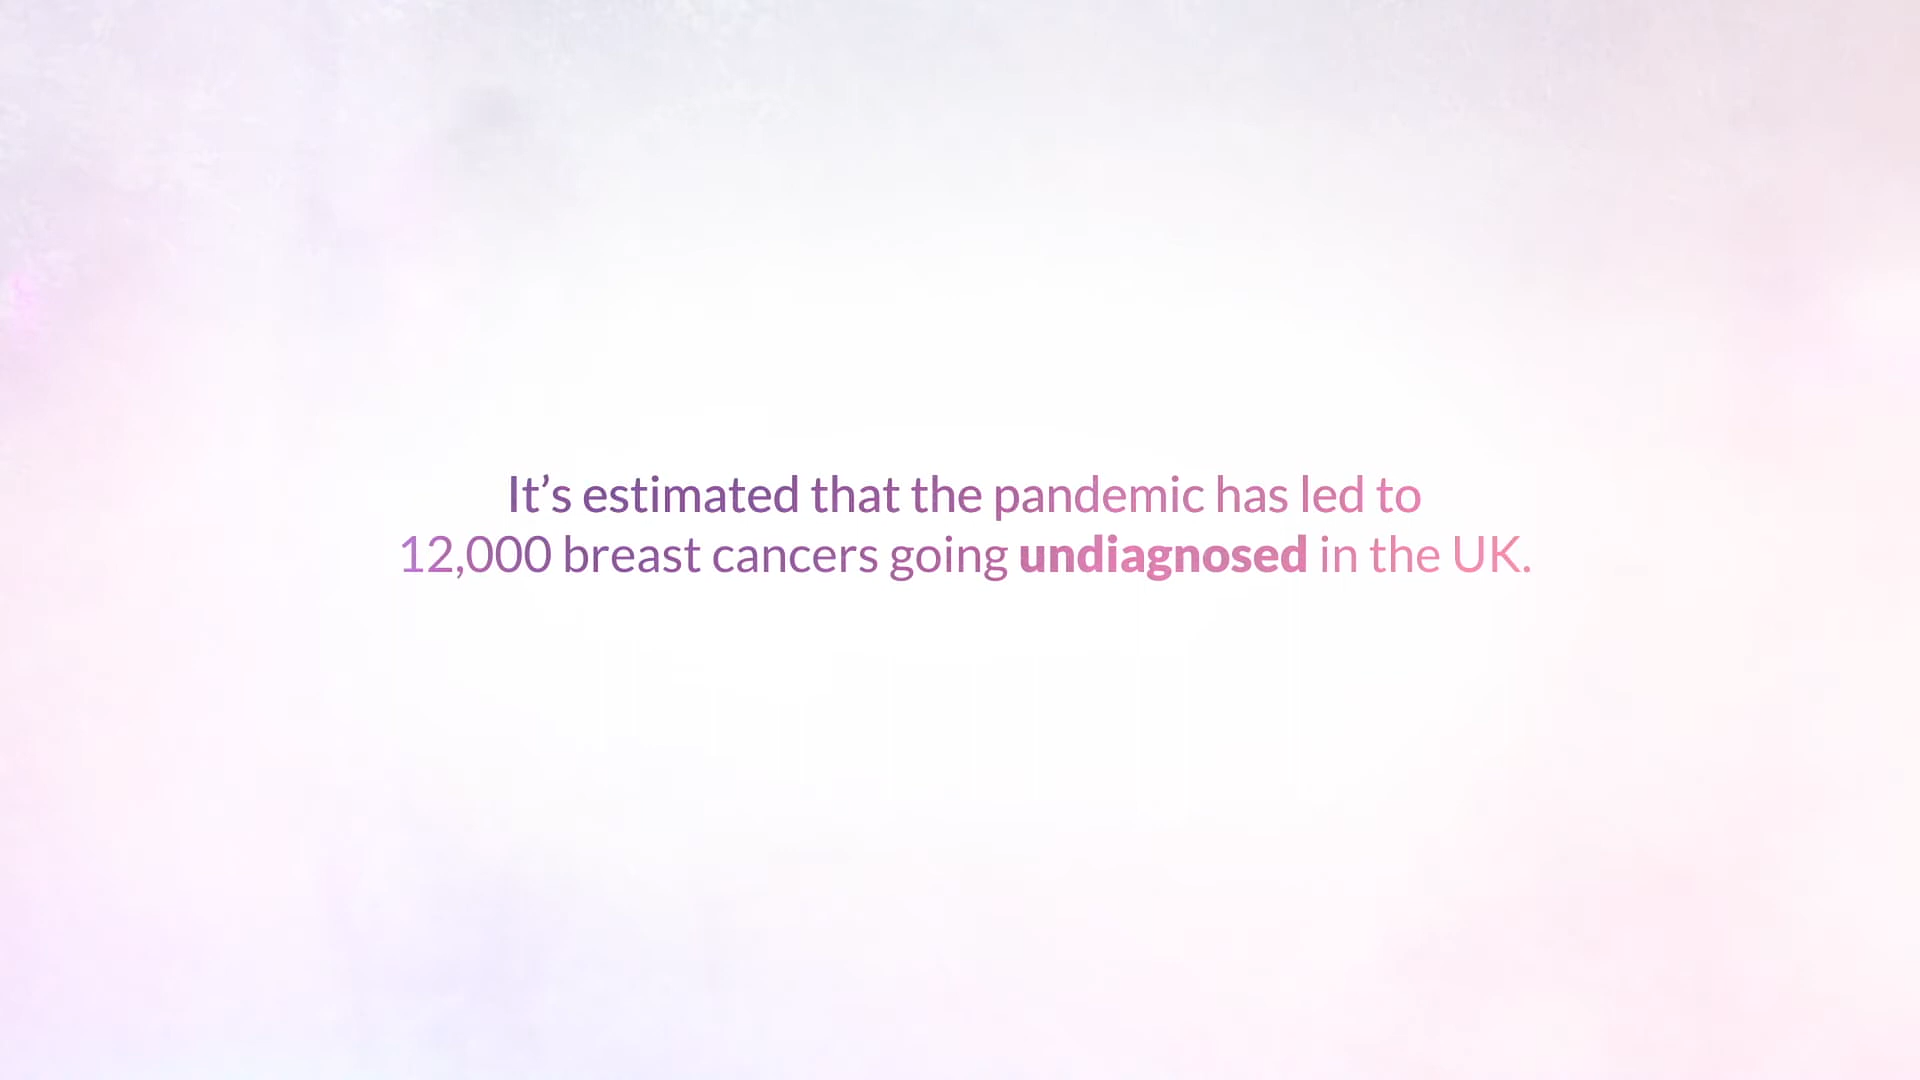 It’s estimated that the pandemic has led to
12,000 breast cancers going undiagnosed in the UK.